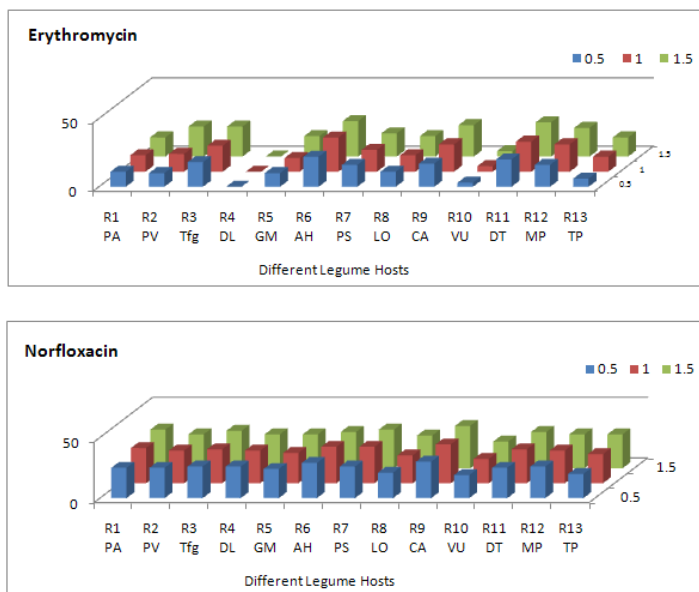 Erythromycin
0.5 1 1.5
50
0
1.5
1
0.5
R1 R2 R3 R4 R5 R6 R7 R8 R9 R10 R11 R12 R13
PA PV Tfg DL GM AH PS LO CA VU DT MP TP
Different Legume Hosts
Norfloxacin
0.5 1 1.5
50
0
1.5
0.5
R1 R2 R3 R4 R5 R6 R7 R8 R9 R10 R11 R12 R13
PA PV Tfg DL GM AH PS LO CA VU DT MP TP
Different Legume Hosts